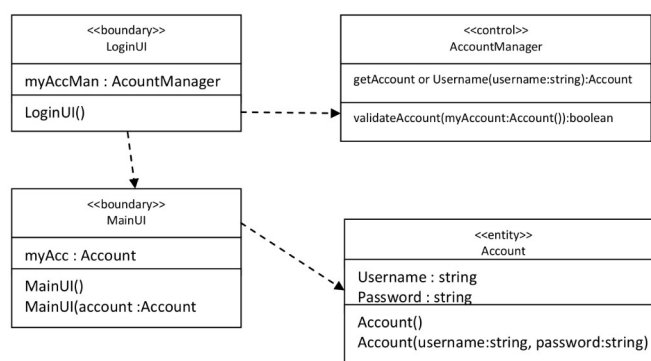 <<boundary>>
LoginUI
myAccMan : AcountManager
LoginUI()
<<control>>
AccountManager
getAccount or Username(username:string):Account
validateAccount(myAccount:Account()):boolean
<<boundary>>
MainUI
myAcc : Account
MainUI()
MainUI(account :Account
<<entity>>
Account
Username : string
Password : string
Account()
Account(username:string, password:string)